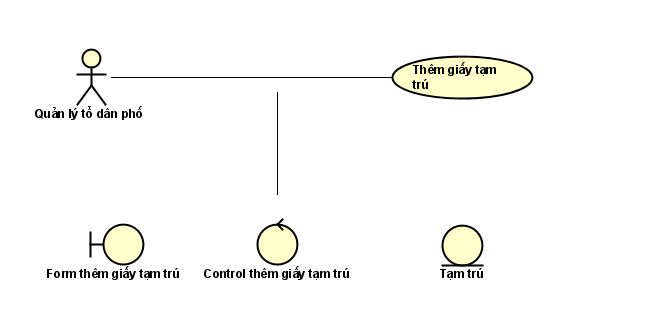 Thêm giấy tạm
trú
Quản lý tổ dân phố
Form thêm giấy tạm trú
Control thêm giấy tạm trú
Tạm trú